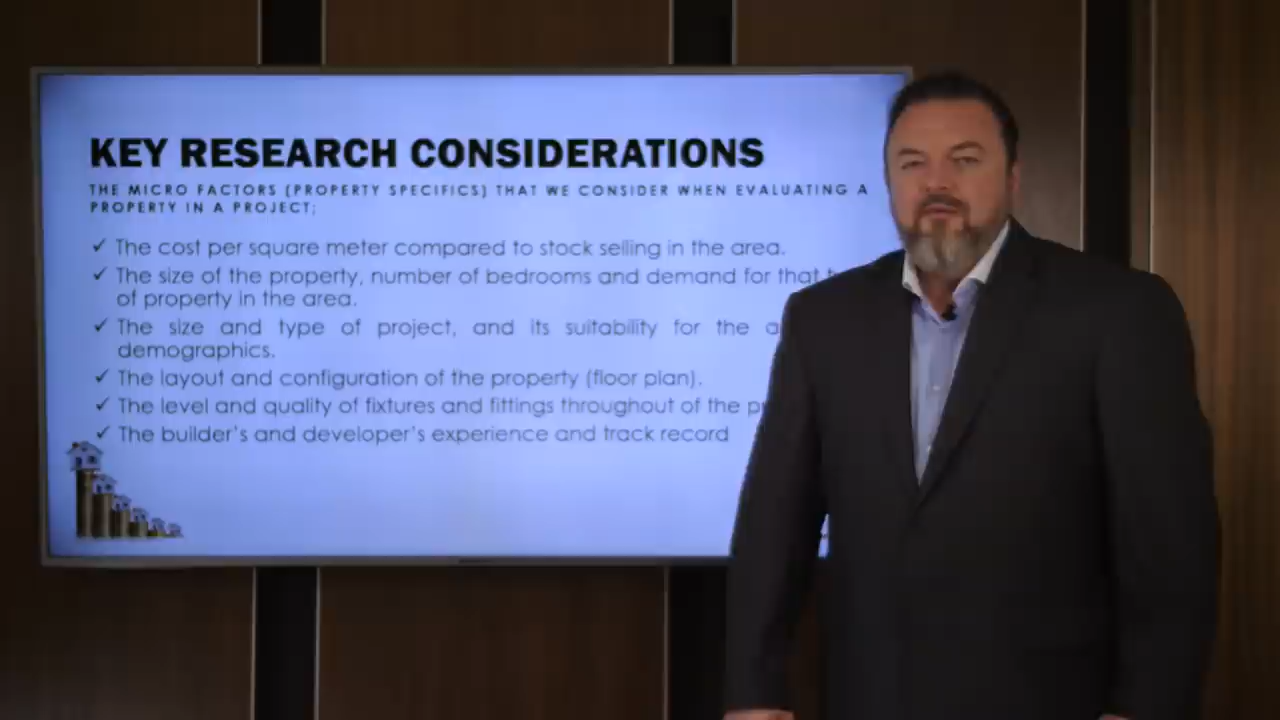 KEY RESEARCH CONSIDERATIONS
THE MICRO FACTORS (PROPERTY SPECIFICS) THAT WE CONSIDER WHEN EVALUATING A
PROPERTY IN A PROJECT;
✓ The cost per square meter compared to stock selling in the area.
✓ The size of the property, number of bedrooms and demand for that
of property in the area.
✓ The size and type of project, and its suitability for the
demographics.
✓ The layout and configuration of the property (floor plan).
✓ The level and quality of fixtures and fittings throughout of the
✓ The builder's and developer's experience and track record